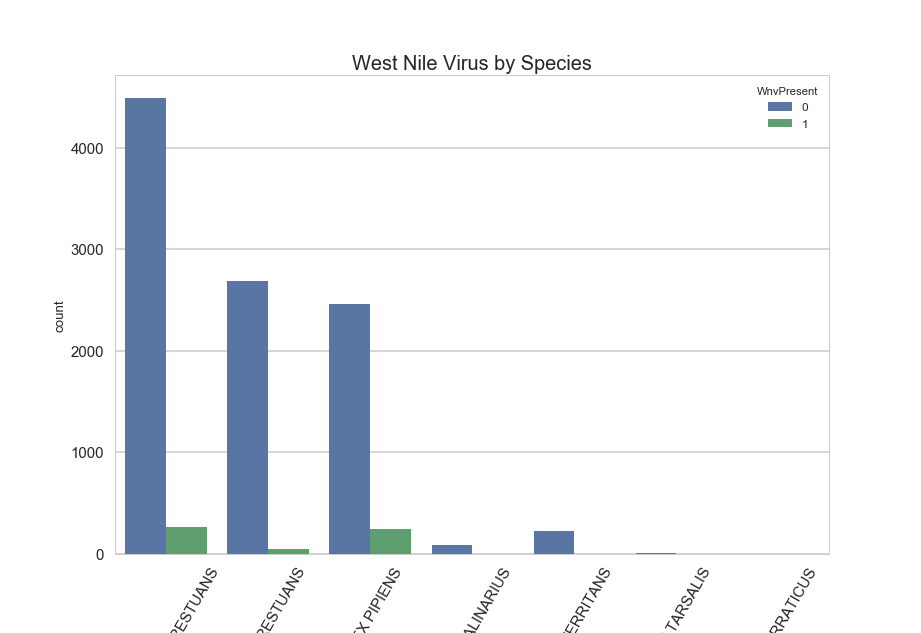 West Nile Virus by Species
WnvPresent
0
1
4000
3000
2000
1000
0
count
RESTUANS
RESTUANS
EX PIPIENS
ALINARIUS
ERRITANS
TARSALIS
RRATICUS